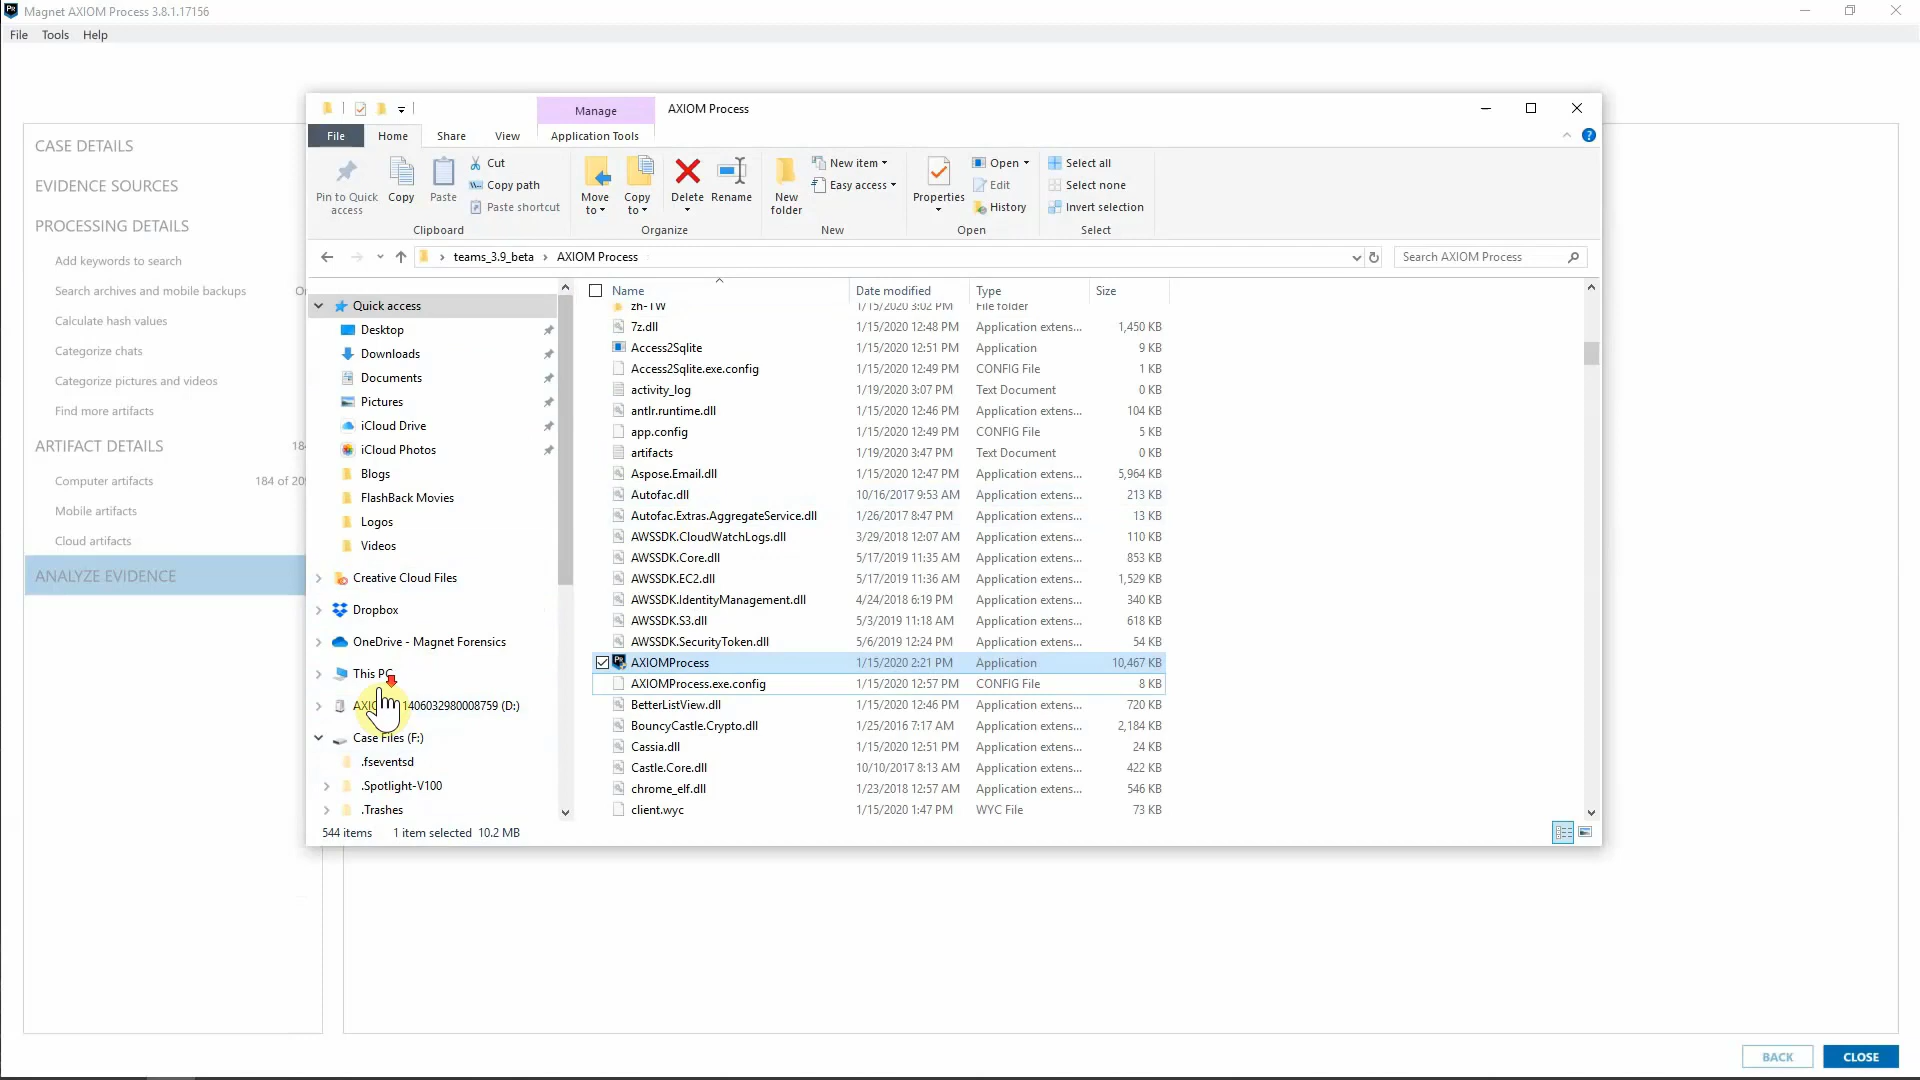 Magnet AXIOM Process 3.8.1.17156
File Tools Help
CASE DETAILS
EVIDENCE SOURCES
PROCESSING DETAILS
Add keywords to search
Search archives and mobile backups
Calculate hash values
Categorize chats
Categorize pictures and videos
Find more artifacts
ARTIFACT DETAILS 184
Computer artifacts 184 of 20
Mobile artifacts
Cloud artifacts
ANALYZE EVIDENCE
Manage AXIOM Process
File Home Share View Application Tools
Pin to Quick access
Copy
Paste
Cut
Copy path
Paste shortcut
Clipboard
Move to
Copy to
Delete
Rename
Organize
New folder
New item
Easy access
New
Properties
Open
Edit
History
Open
Select all
Select none
Invert selection
Select
teams_3.9_beta AXIOM Process
Search AXIOM Process
Quick access
Desktop
Downloads
Documents
Pictures
iCloud Drive
iCloud Photos
Blogs
FlashBack Movies
Logos
Videos
Creative Cloud Files
Dropbox
OneDrive - Magnet Forensics
This PC
1406032980008759 (D:)
Case Files (F:)
.fseventsd
.Spotlight-V100
.Trashes
Name Date modified Type Size
zh-TW 1/15/2020 3:02 PM File folder
7z.dll 1/15/2020 12:48 PM Application extens... 1,450 KB
Access2Sqlite 1/15/2020 12:51 PM Application 9 KB
Access2Sqlite.exe.config 1/15/2020 12:49 PM CONFIG File 1 KB
activity_log 1/19/2020 3:07 PM Text Document 0 KB
antlr.runtime.dll 1/15/2020 12:46 PM Application extens... 104 KB
app.config 1/15/2020 12:49 PM CONFIG File 5 KB
artifacts 1/19/2020 3:47 PM Text Document 0 KB
Aspose.Email.dll 1/15/2020 12:47 PM Application extens... 5,964 KB
Autofac.dll 10/16/2017 9:53 AM Application extens... 213 KB
Autofac.Extras.AggregateService.dll 1/26/2017 8:47 PM Application extens... 13 KB
AWSSDK.CloudWatchLogs.dll 3/29/2018 12:07 AM Application extens... 110 KB
AWSSDK.Core.dll 5/17/2019 11:35 AM Application extens... 853 KB
AWSSDK.EC2.dll 5/17/2019 11:36 AM Application extens... 1,529 KB
AWSSDK.IdentityManagement.dll 4/24/2018 6:19 PM Application extens... 340 KB
AWSSDK.S3.dll 5/3/2019 11:18 AM Application extens... 618 KB
AWSSDK.SecurityToken.dll 5/6/2019 12:24 PM Application extens... 54 KB
AXIOMProcess 1/15/2020 2:21 PM Application 10,467 KB
AXIOMProcess.exe.config 1/15/2020 12:57 PM CONFIG File 8 KB
BetterListView.dll 1/15/2020 12:46 PM Application extens... 720 KB
BouncyCastle.Crypto.dll 1/25/2016 7:17 AM Application extens... 2,184 KB
Cassia.dll 1/15/2020 12:51 PM Application extens... 24 KB
Castle.Core.dll 10/10/2017 8:13 AM Application extens... 422 KB
chrome_elf.dll 1/23/2018 12:57 AM Application extens... 546 KB
client.wyc 1/15/2020 1:47 PM WYC File 73 KB
544 items 1 item selected 10.2 MB
BACK CLOSE